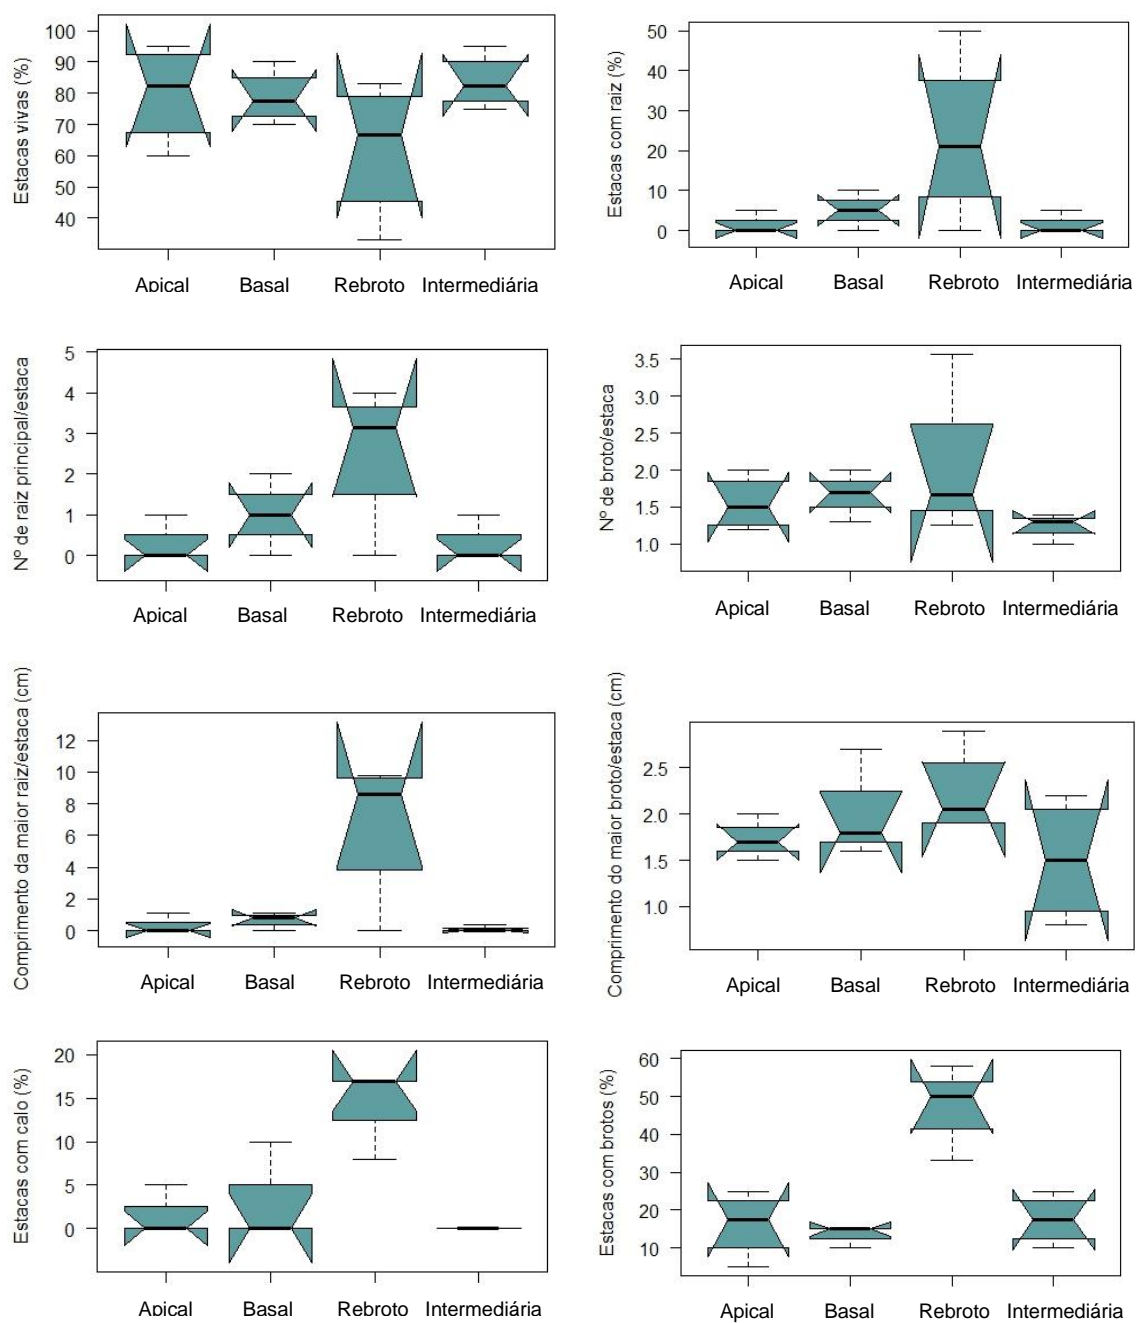 Estacas vivas (%)
100
90
80
70
60
50
40
Apical Basal Rebroto Intermediária
Estacas com raiz (%)
50
40
30
20
10
0
Apical Basal Rebroto Intermediária
Nº de raiz principal/estaca
5
4
3
2
1
0
Apical Basal Rebroto Intermediária
Nº de broto/estaca
3.5
3.0
2.5
2.0
1.5
1.0
Apical Basal Rebroto Intermediária
Comprimento da maior raiz/estaca (cm)
12
10
8
6
4
2
0
Apical Basal Rebroto Intermediária
Comprimento do maior broto/estaca (cm)
2.5
2.0
1.5
1.0
Apical Basal Rebroto Intermediária
Estacas com calo (%)
20
15
10
5
0
Apical Basal Rebroto Intermediária
Estacas com brotos (%)
60
50
40
30
20
10
Apical Basal Rebroto Intermediária